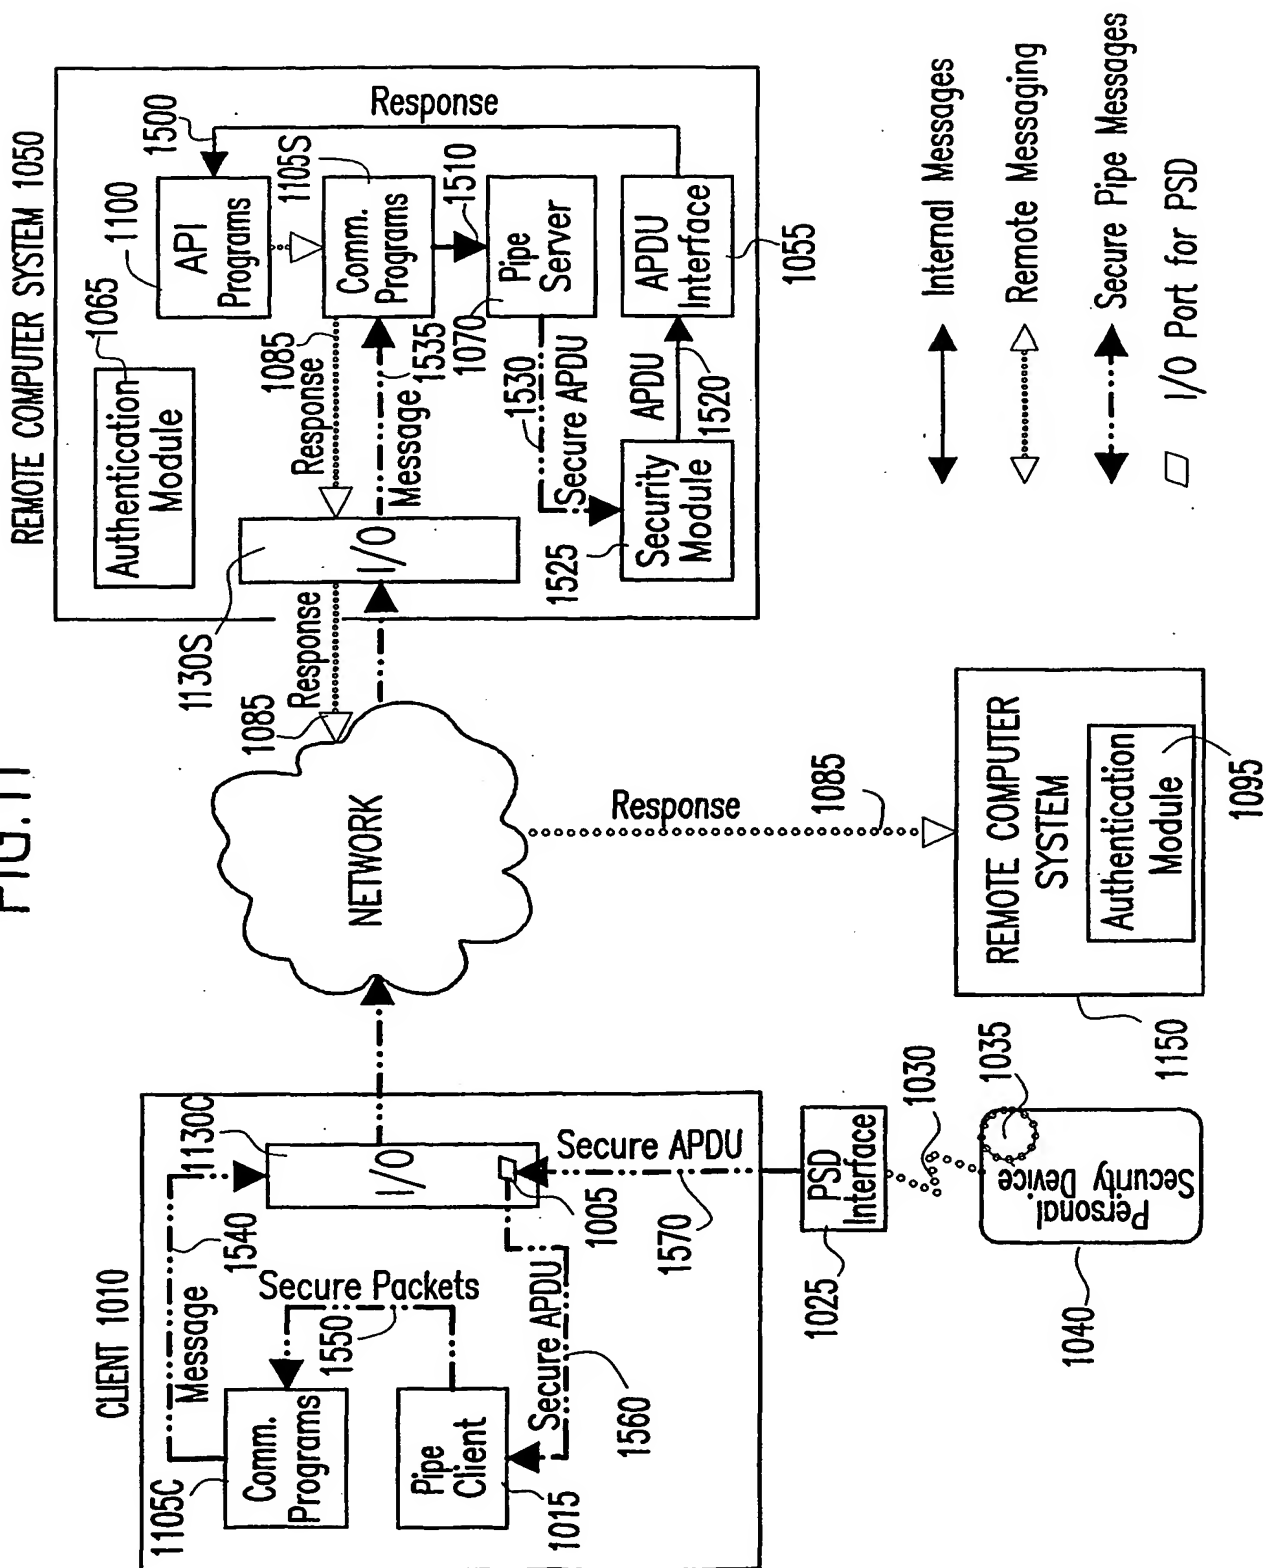 FIG.11
CLIENT 1010
1105C
Comm.
Programs
Message
1540
1130C
I/O
Secure Packets
1550
Pipe
Client
1015
Secure APDU
1560
1005
Secure APDU
1570
PSD
Interface
1025
1030
1035
Personal
Security Device
1040
NETWORK
1085
Response
1130S
Response
1085
REMOTE COMPUTER
SYSTEM
Authentication
Module
1095
1150
REMOTE COMPUTER SYSTEM 1050
Authentication
Module
1065
1100
API
Programs
1500
Response
I/O
Response
1085
Message
1535
Comm.
Programs
1105S
1510
Pipe
Server
1070
1530
Secure APDU
Security
Module
1525
APDU
1520
APDU
Interface
1055
Internal Messages
Remote Messaging
Secure Pipe Messages
I/O Port for PSD